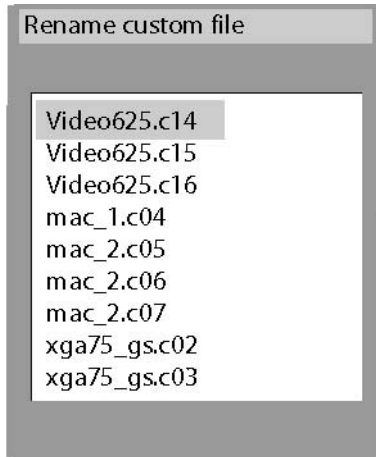 Rename custom file
Video625.c14
Video625.c15
Video625.c16
mac_1.c04
mac_2.c05
mac_2.c06
mac_2.c07
xga75_gs.c02
xga75_gs.c03